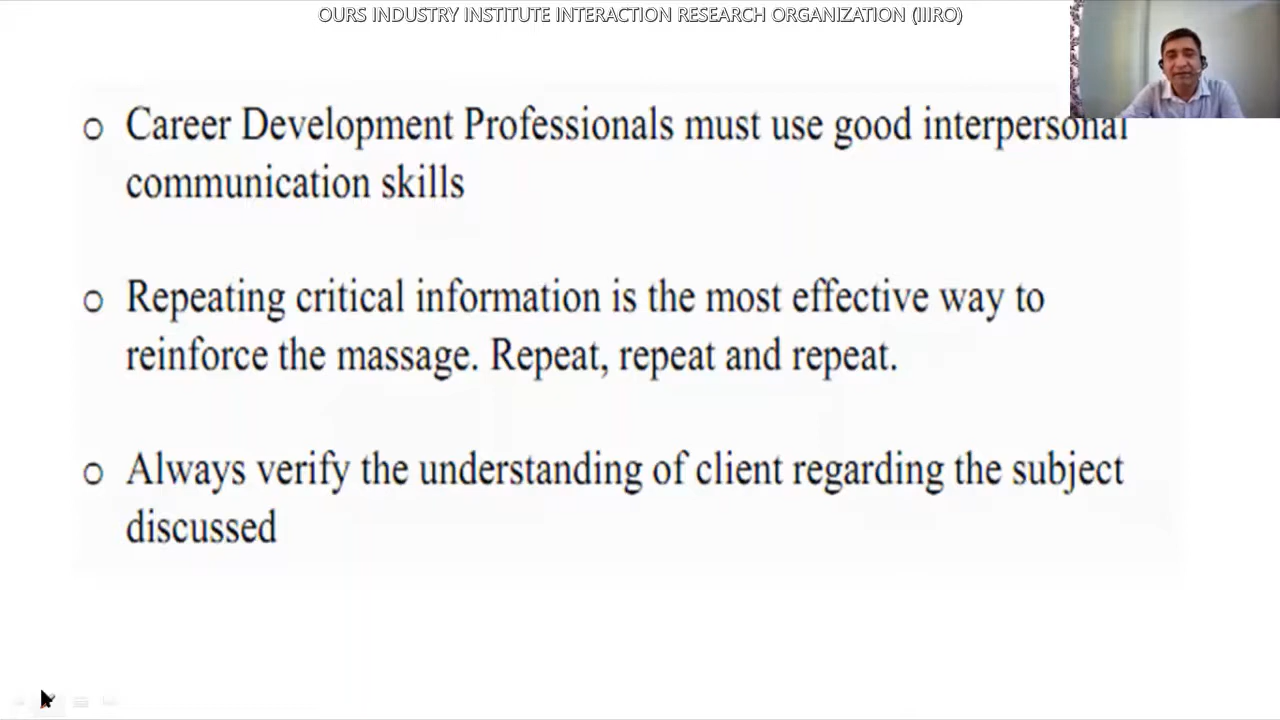 OURS INDUSTRY INSTITUTE INTERACTION RESEARCH ORGANIZATION (IIIRO)
o Career Development Professionals must use good interpersonal
communication skills
o Repeating critical information is the most effective way to
reinforce the massage. Repeat, repeat and repeat.
o Always verify the understanding of client regarding the subject
discussed